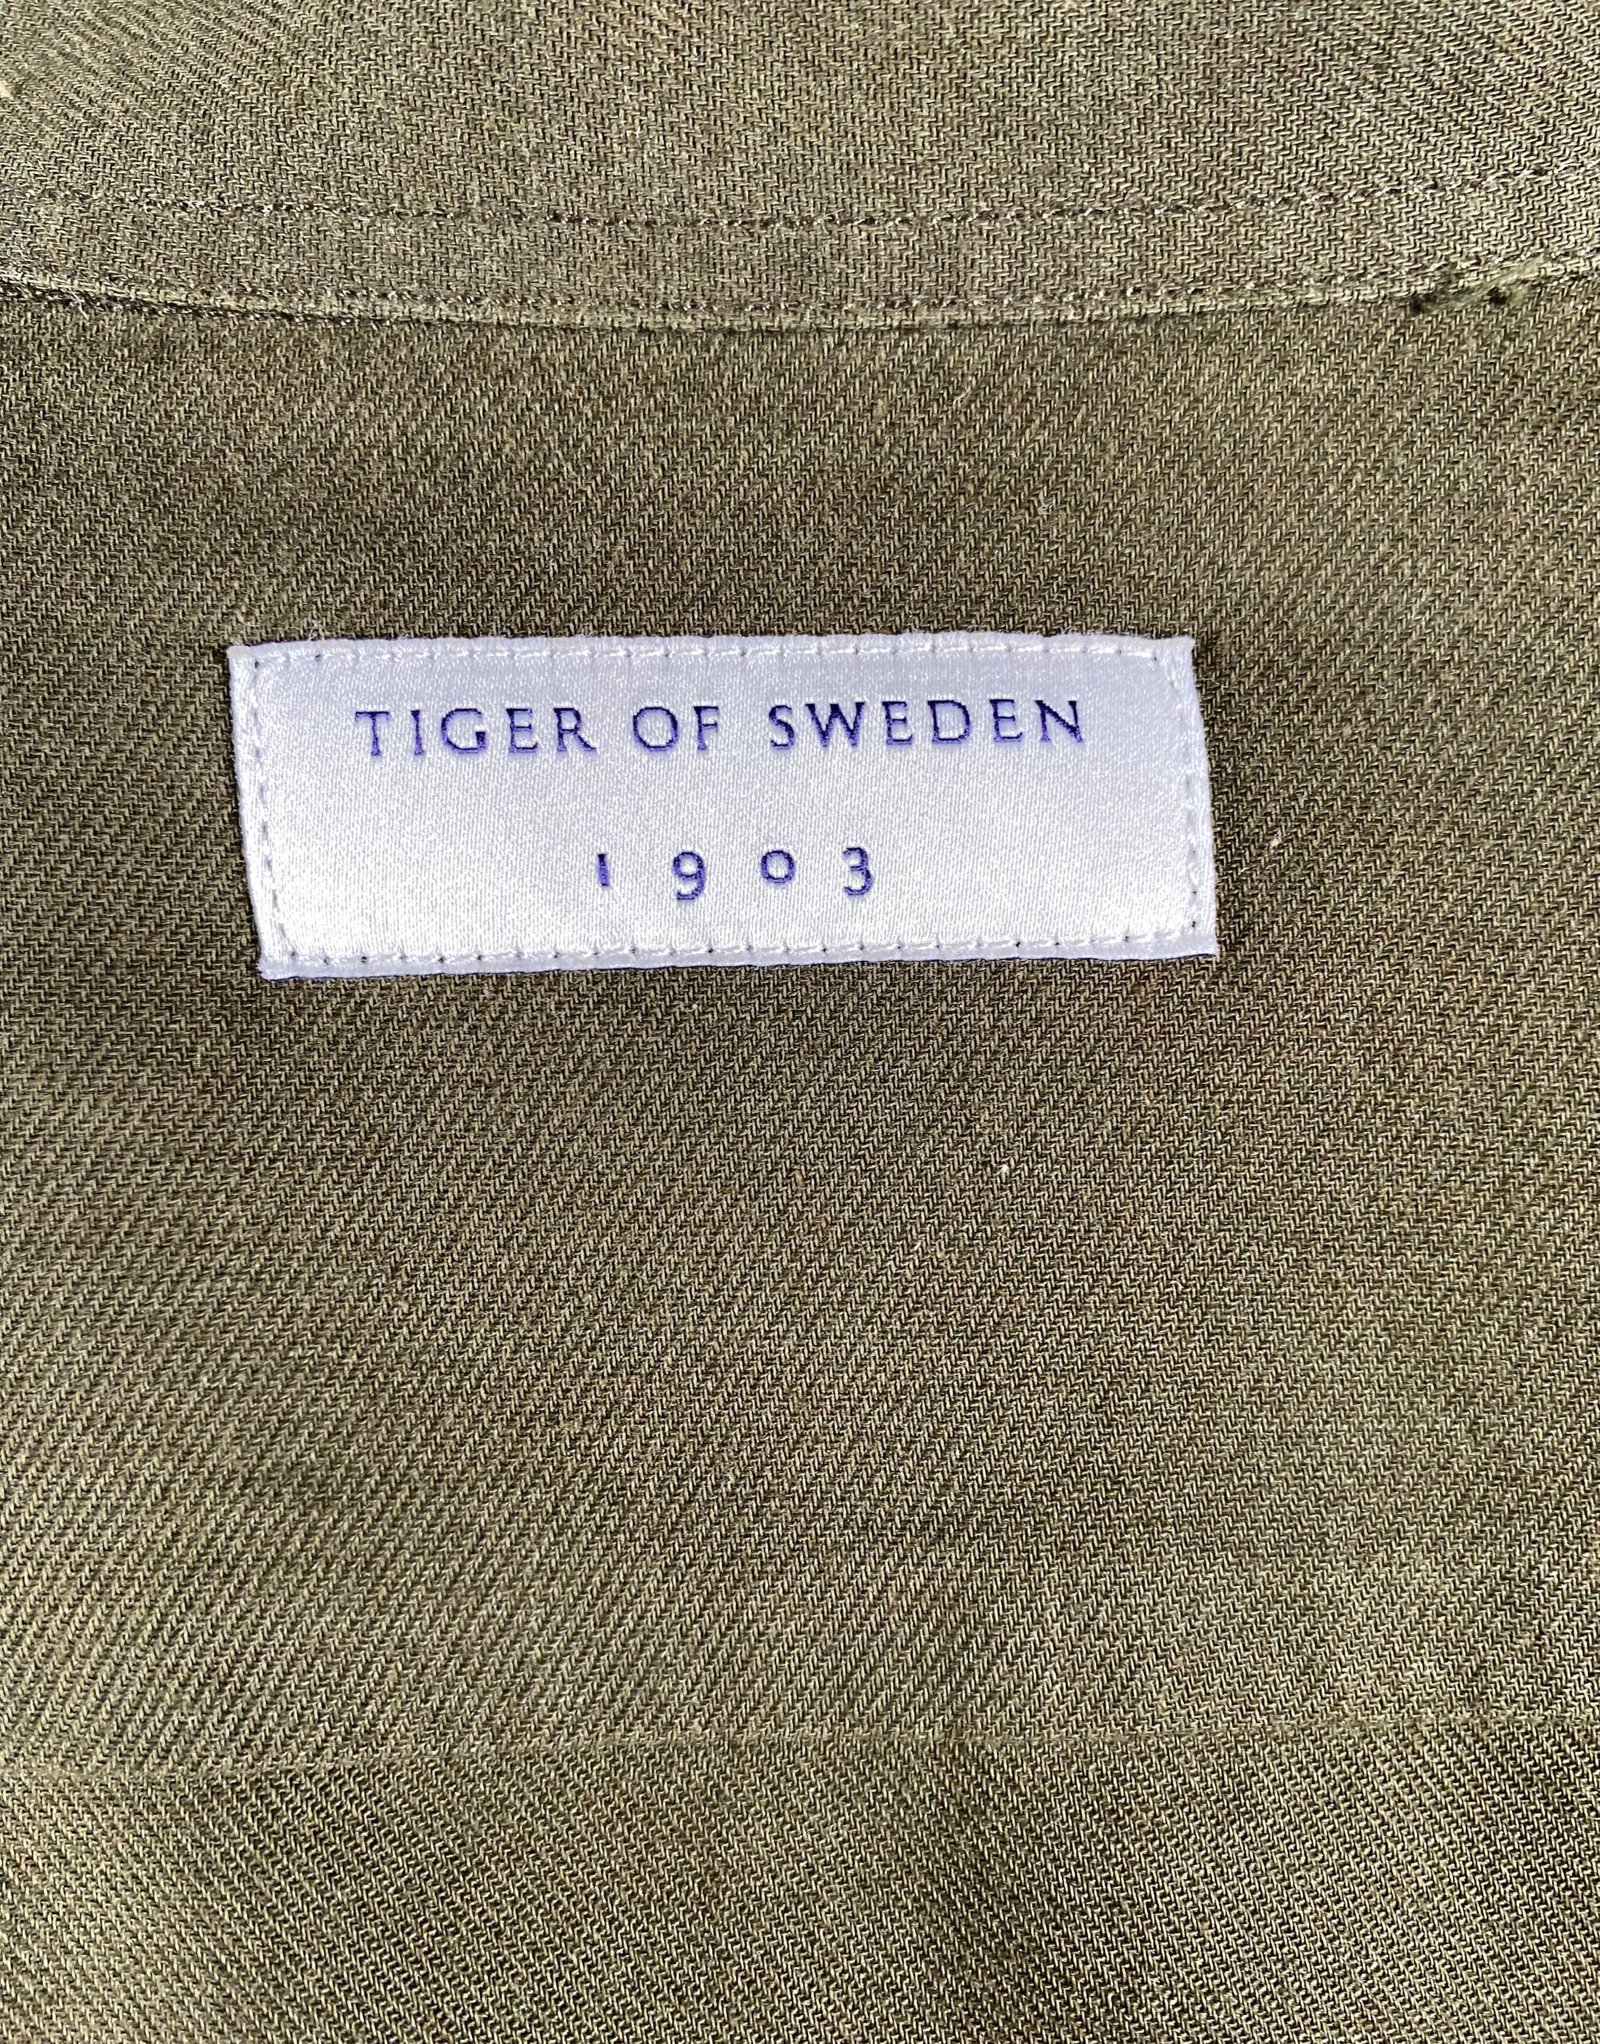 TIGER OF SWEDEN
1903